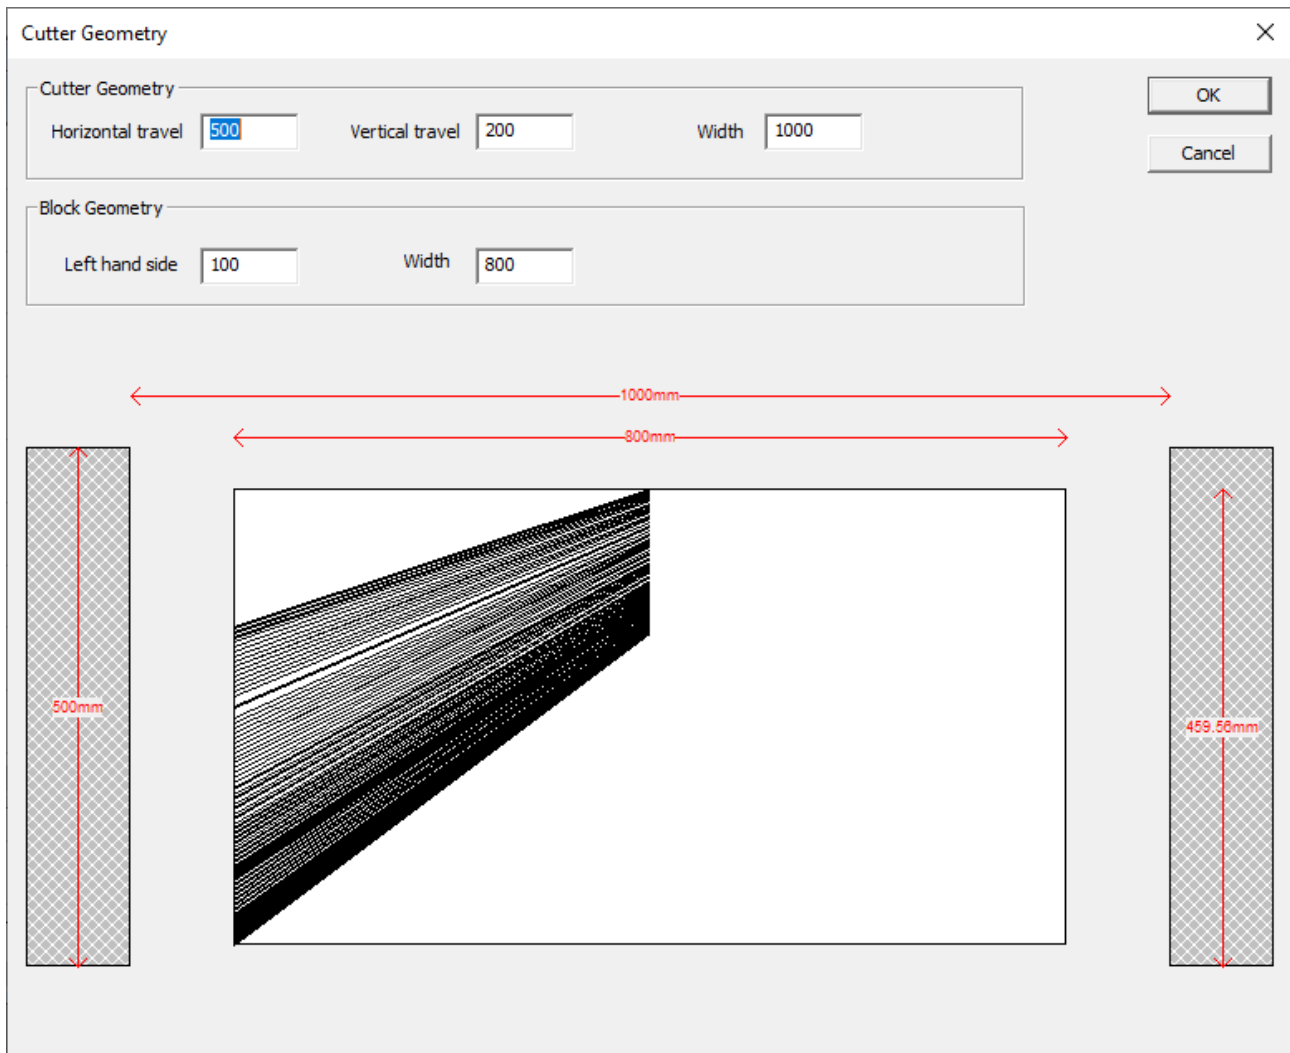 Cutter Geometry
Cutter Geometry
Horizontal travel 500 Vertical travel 200 Width 1000
OK
Cancel
Block Geometry
Left hand side 100 Width 800
1000mm
800mm
500mm
459.56mm